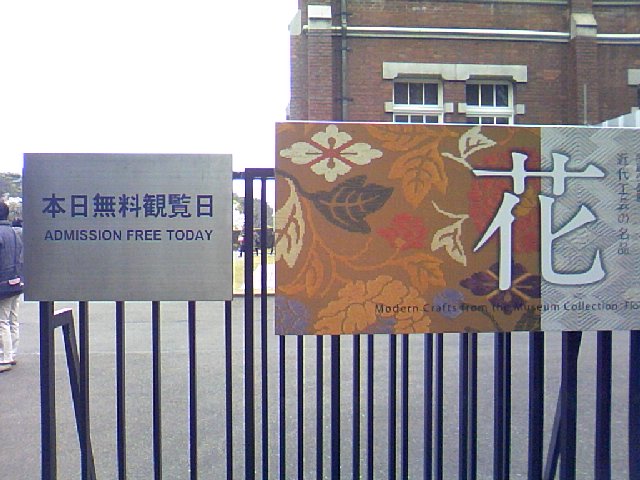 本日無料観覧日
ADMISSION FREE TODAY
花
近代工芸の名品
Modern Crafts from the Museum Collection: Flo